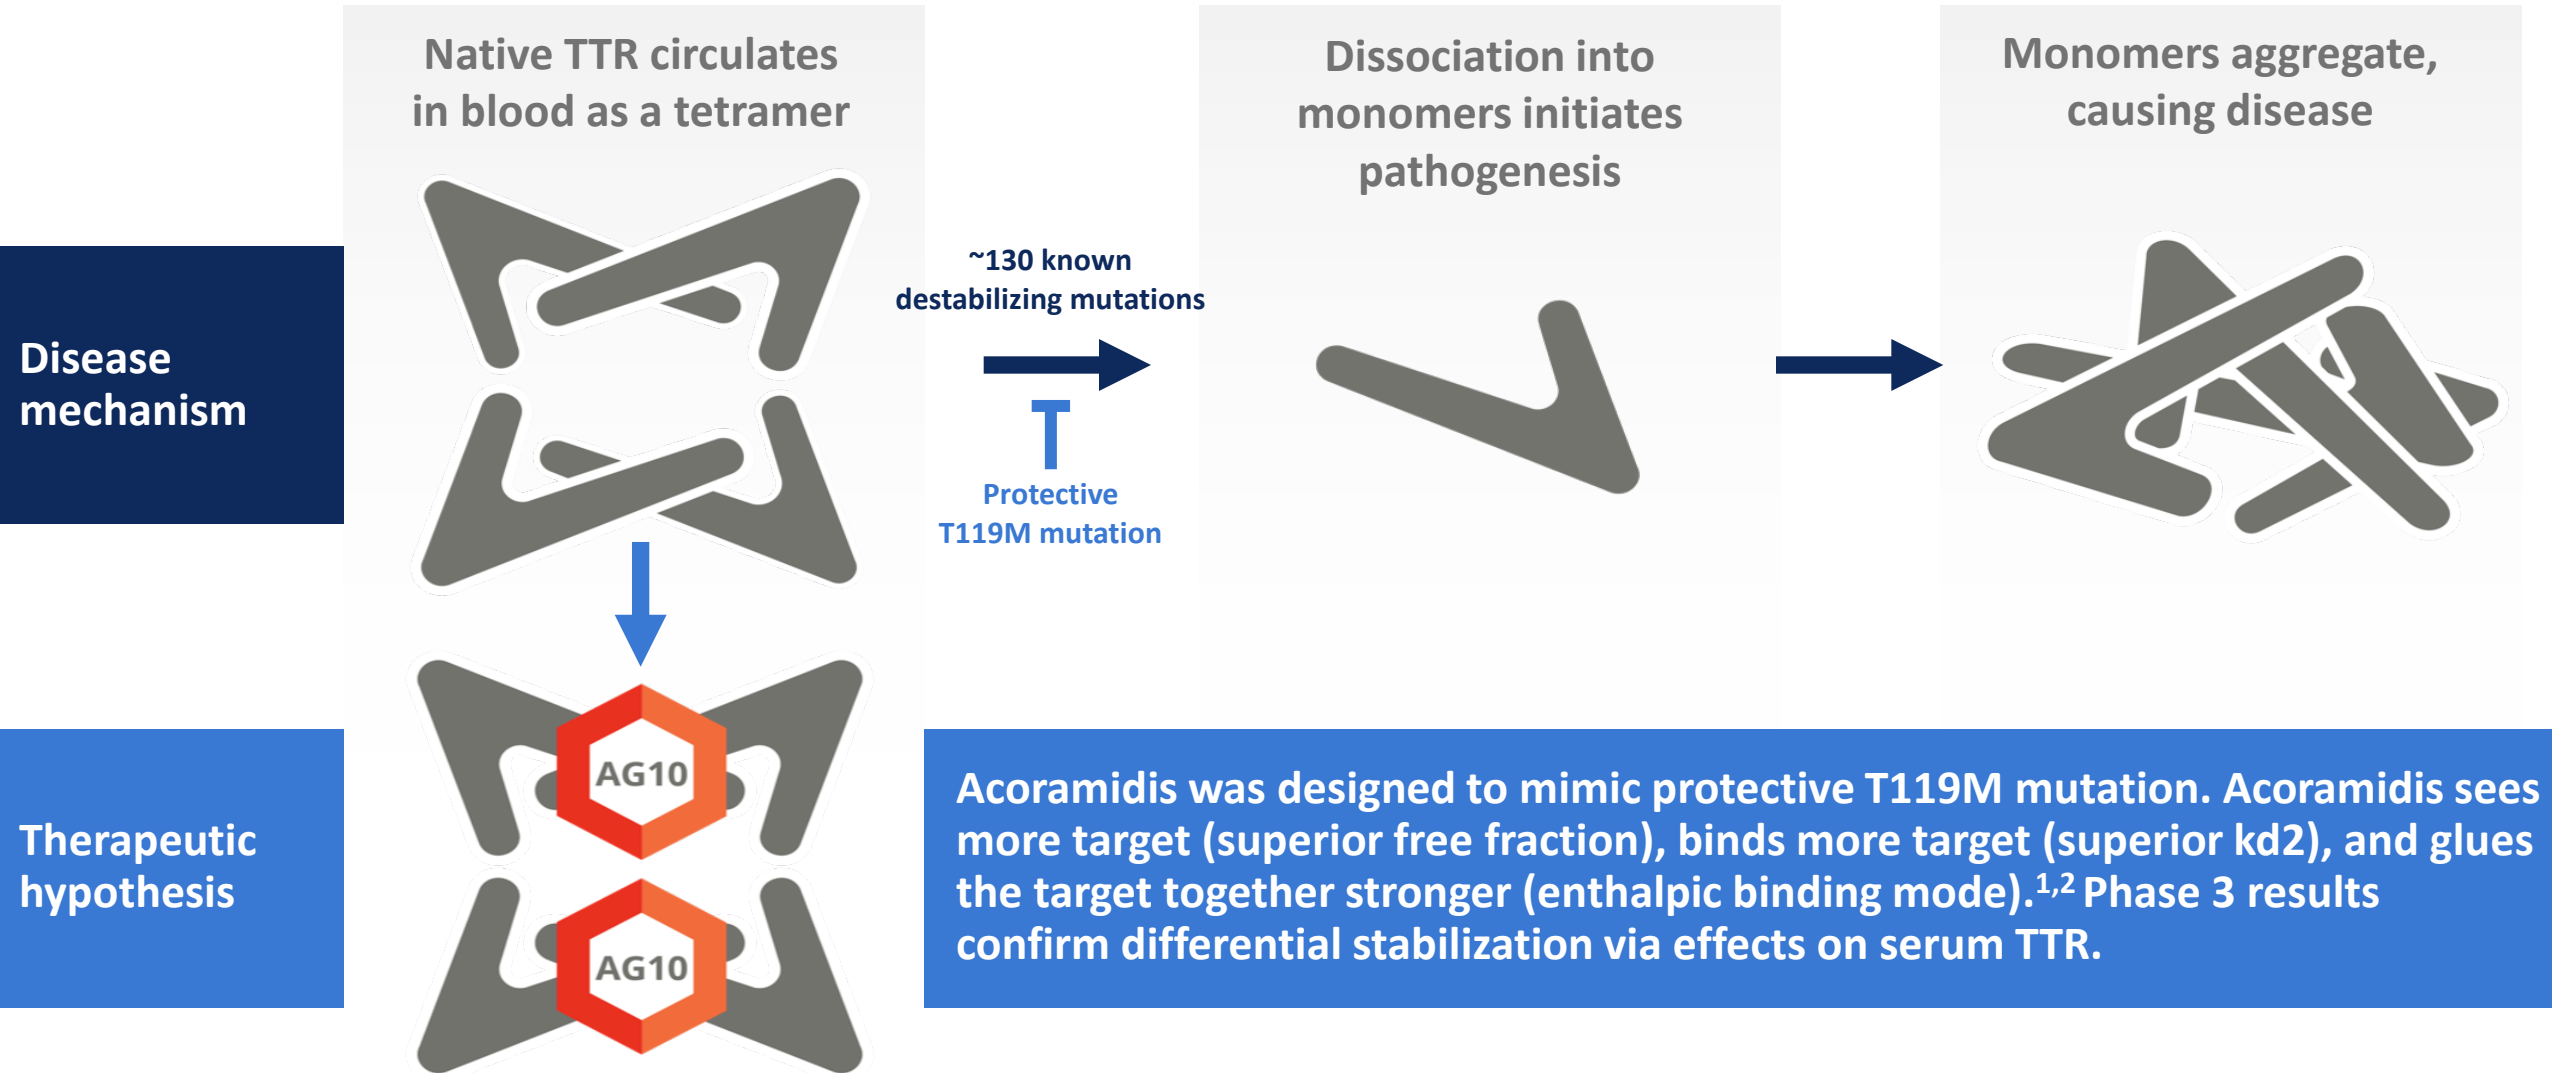 Native TTR circulates
in blood as a tetramer
Dissociation into
monomers initiates
pathogenesis
Monomers aggregate,
causing disease
Disease
mechanism
~130 known
destabilizing mutations
Protective
T119M mutation
Therapeutic
hypothesis
AG10
AG10
Acoramidis was designed to mimic protective T119M mutation. Acoramidis sees
more target (superior free fraction), binds more target (superior kd2), and glues
the target together stronger (enthalpic binding mode).1,2 Phase 3 results
confirm differential stabilization via effects on serum TTR.